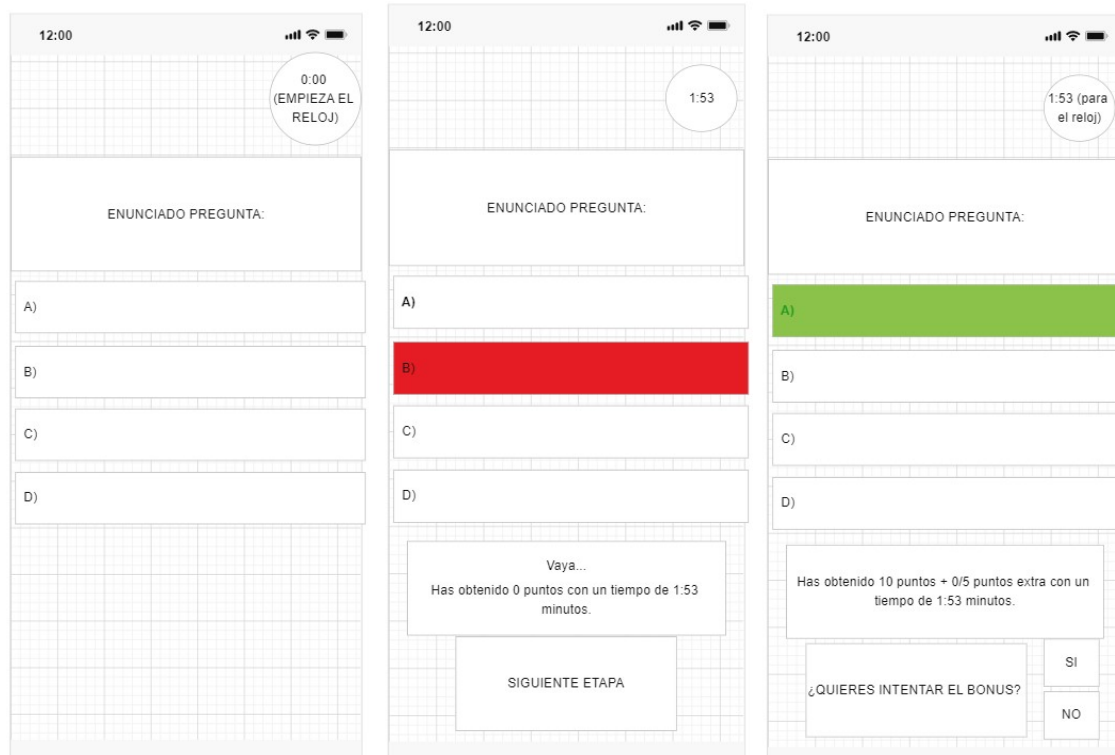 12:00
0:00
(EMPIEZA EL
RELOJ)
ENUNCIADO PREGUNTA:
A)
B)
C)
D)
12:00
1:53
ENUNCIADO PREGUNTA:
A)
B)
C)
D)
Vaya...
Has obtenido 0 puntos con un tiempo de 1:53
minutos.
SIGUIENTE ETAPA
12:00
1:53 (para
el reloj)
ENUNCIADO PREGUNTA:
A)
B)
C)
D)
Has obtenido 10 puntos + 0/5 puntos extra con un
tiempo de 1:53 minutos.
¿QUIERES INTENTAR EL BONUS?
SI
NO